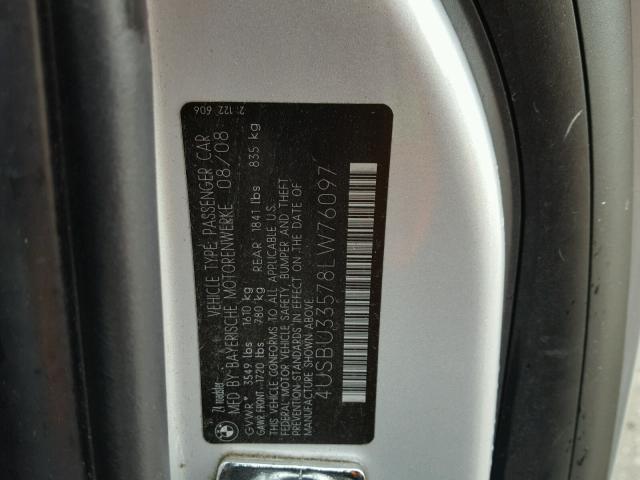 Z4 roadster
VEHICLE TYPE: PASSENGER CAR
MFD BY BAYERISCHE MOTORENWERKE 08/08
GVWR* 3549 lbs 1610 kg
GAWR FRONT 1720 lbs 780 kg REAR 1841 lbs 835 kg
THIS VEHICLE CONFORMS TO ALL APPLICABLE U.S.
FEDERAL MOTOR VEHICLE SAFETY, BUMPER AND THEFT
PREVENTION STANDARDS IN EFFECT ON THE DATE OF
MANUFACTURE SHOWN ABOVE.
4USBU33578LW76097
2: 122 606
BMW